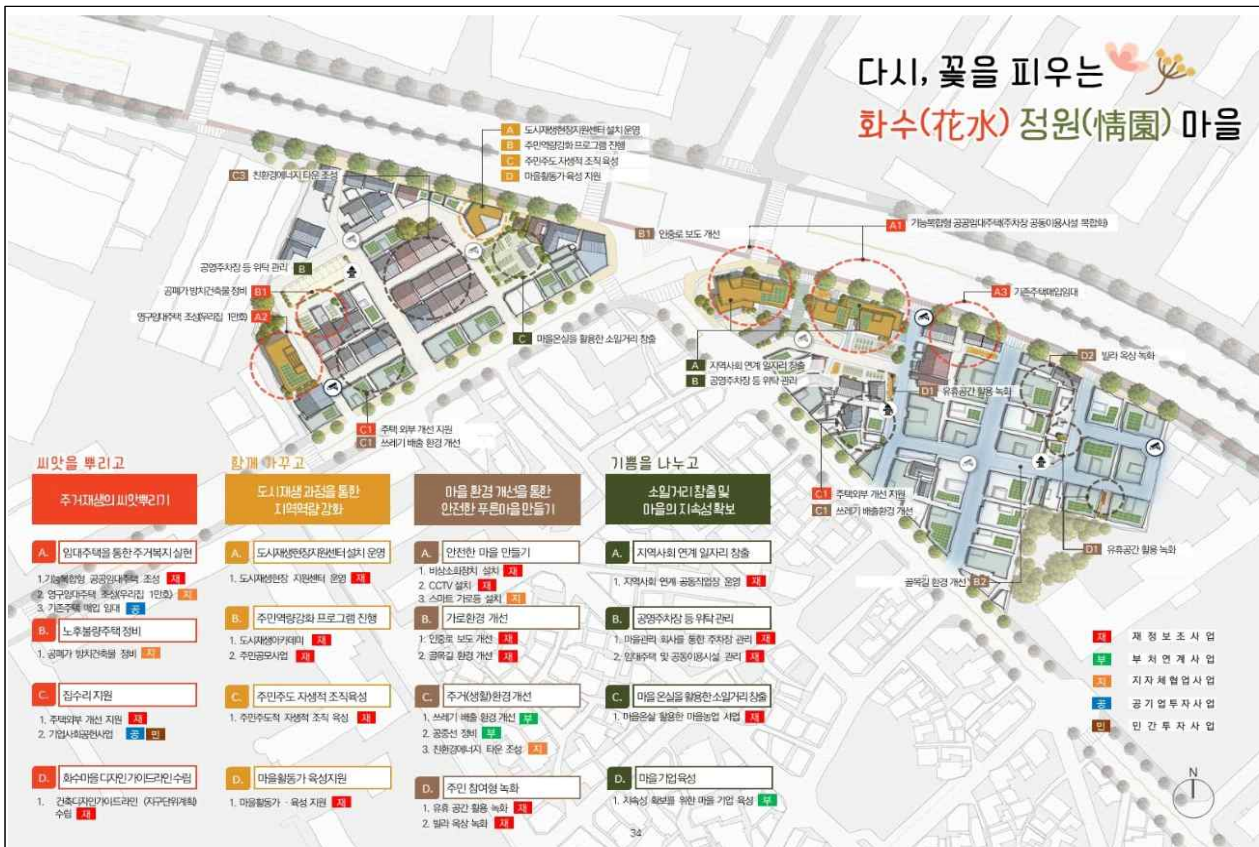 다시, 꽃을 피우는
화수(花水) 정원(情園) 마을
A 도시재생현장지원센터 설치 운영
B 주민역량강화 프로그램 진행
C 주민주도 자생적 조직 육성
D 마을활동가 육성 지원
C3 친환경에너지 타운 조성
B1 인중로 보도 개선
A1 기능복합형 공공임대주택(주차장 공동이용시설 복합화)
공영주차장 등 위탁 관리 B
공폐가 방치건축물 정비 B1
영구임대주택 조성(우리집 1만호) A2
A3 기존주택매입임대
C 마을온실을 활용한 소일거리 창출
A 지역사회 연계 일자리 창출
B 공영주차장 등 위탁 관리
D2 빌라 옥상 녹화
D1 유휴공간 활용 녹화
C1 주택 외부 개선 지원
C1 쓰레기 배출 환경 개선
C1 주택외부 개선 지원
C1 쓰레기 배출환경 개선
D1 유휴공간 활용 녹화
골목길 환경 개선 B2
씨앗을 뿌리고
주거재생의 씨앗뿌리기
A. 임대주택을 통한 주거복지 실현
1.기능복합형 공공임대주택 조성 재
2. 영구임대주택 조성(우리집 1만호) 지
3. 기존주택 매입 임대 공
B. 노후불량주택 정비
1. 공폐가 방치건축물 정비 지
C. 집수리 지원
1. 주택외부 개선 지원 재
2. 기업사회공헌사업 공 민
D. 화수마을 디자인 가이드라인 수립
1. 건축디자인가이드라인 (지구단위계획)
수립 재
함께 가꾸고
도시재생 과정을 통한
지역역량 강화
A. 도시재생현장지원센터 설치 운영
1. 도시재생현장 지원센터 운영 재
B. 주민역량강화 프로그램 진행
1. 도시재생아카데미 재
2. 주민공모사업 재
C. 주민주도 자생적 조직육성
1. 주민주도적 자생적 조직 육성 재
D. 마을활동가 육성지원
1. 마을활동가 · 육성 지원 재
마을 환경 개선을 통한
안전한 푸른마을 만들기
A. 안전한 마을 만들기
1. 비상소화장치 설치 재
2. CCTV 설치 재
3. 스마트 가로등 설치 지
B. 가로환경 개선
1. 인중로 보도 개선 재
2. 골목길 환경 개선 재
C. 주거(생활)환경 개선
1. 쓰레기 배출 환경 개선 부
2. 공중선 정비 부
3. 친환경에너지 타운 조성 지
D. 주민 참여형 녹화
1. 유휴 공간 활용 녹화 재
2. 빌라 옥상 녹화 재
기쁨을 나누고
소일거리 창출 및
마을의 지속성 확보
A. 지역사회 연계 일자리 창출
1. 지역사회 연계 공동작업장 운영 재
B. 공영주차장 등 위탁 관리
1. 마을관리 회사를 통한 주차장 관리 재
2. 임대주택 및 공동이용시설 관리 재
C. 마을 온실을 활용한 소일거리 창출
1. 마을온실 활용한 마을농업 사업 재
D. 마을기업 육성
1. 지속성 확보를 위한 마을 기업 육성 부
재 재정보조사업
부 부처연계사업
지 지자체협업사업
공 공기업투자사업
민 민간투자사업
N
34